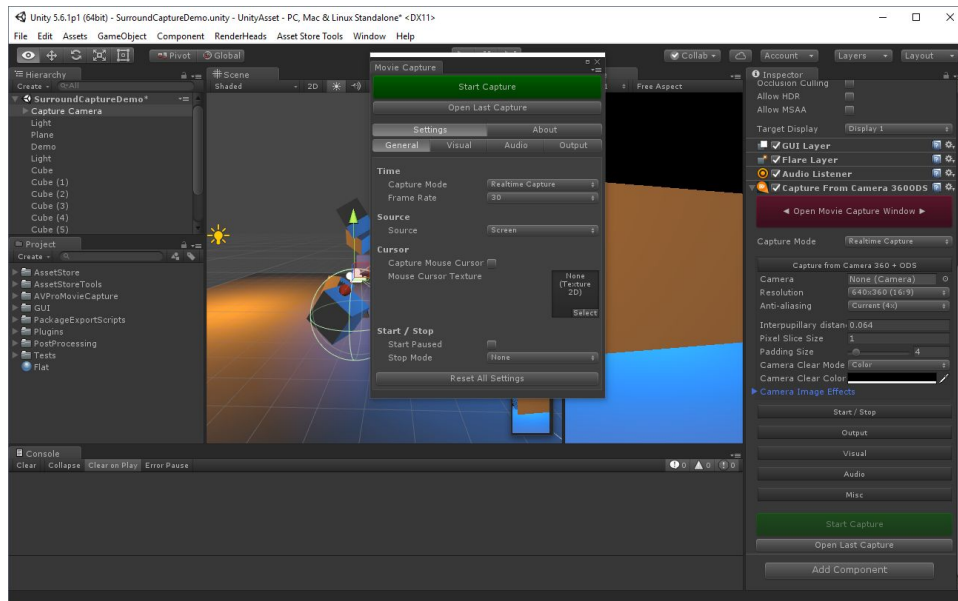 Unity 5.6.1p1 (64bit) - SurroundCaptureDemo.unity - UnityAsset - PC, Mac & Linux Standalone* <DX11>
File Edit Assets GameObject Component RenderHeads Asset Store Tools Window Help
Pivot Global Collab Account Layers Layout
Hierarchy
Create All
SurroundCaptureDemo*
Capture Camera
Light
Plane
Demo
Light
Cube
Cube (1)
Cube (2)
Cube (3)
Cube (4)
Cube (5)
Project
Create
AssetStore
AssetStoreTools
AVProMovieCapture
GUI
PackageExportScripts
Plugins
PostProcessing
Tests
Flat
Scene
Shaded 2D
Free Aspect
Movie Capture
Start Capture
Open Last Capture
Settings About
General Visual Audio Output
Time
Capture Mode Realtime Capture
Frame Rate 30
Source
Source Screen
Cursor
Capture Mouse Cursor
Mouse Cursor Texture
None
(Texture
2D)
Select
Start / Stop
Start Paused
Stop Mode None
Reset All Settings
Inspector
Occlusion Culling
Allow HDR
Allow MSAA
Target Display Display 1
GUI Layer
Flare Layer
Audio Listener
Capture From Camera 360ODS
Open Movie Capture Window
Capture Mode Realtime Capture
Capture from Camera 360 + ODS
Camera None (Camera)
Resolution 640x360 (16:9)
Anti-aliasing Current (4x)
Interpupillary distan 0.064
Pixel Slice Size 1
Padding Size 4
Camera Clear Mode Color
Camera Clear Color
Camera Image Effects
Start / Stop
Output
Visual
Audio
Misc
Start Capture
Open Last Capture
Add Component
Console
Clear Collapse Clear on Play Error Pause
0 0 0